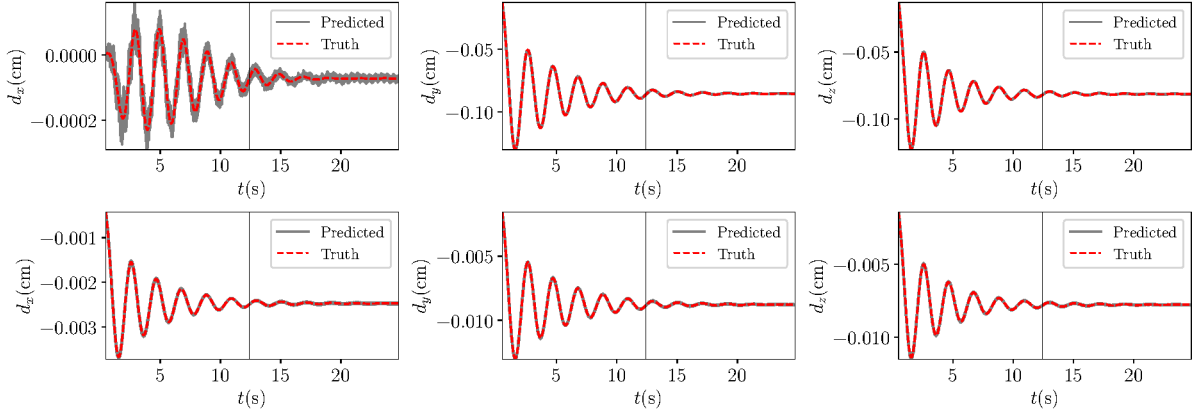 Predicted
Truth
0.0000
−0.0002
d_x(cm)
5 10 15 20
t(s)
Predicted
Truth
−0.05
−0.10
d_y(cm)
5 10 15 20
t(s)
Predicted
Truth
−0.05
−0.10
d_z(cm)
5 10 15 20
t(s)
Predicted
Truth
−0.001
−0.002
−0.003
d_x(cm)
5 10 15 20
t(s)
Predicted
Truth
−0.005
−0.010
d_y(cm)
5 10 15 20
t(s)
Predicted
Truth
−0.005
−0.010
d_z(cm)
5 10 15 20
t(s)